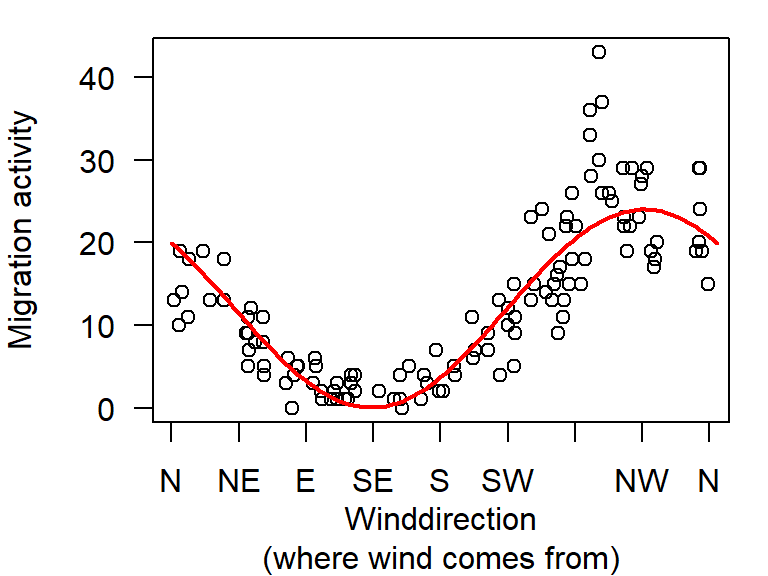 Migration activity
40
30
20
10
0
N NE E SE S SW NW N
Winddirection
(where wind comes from)